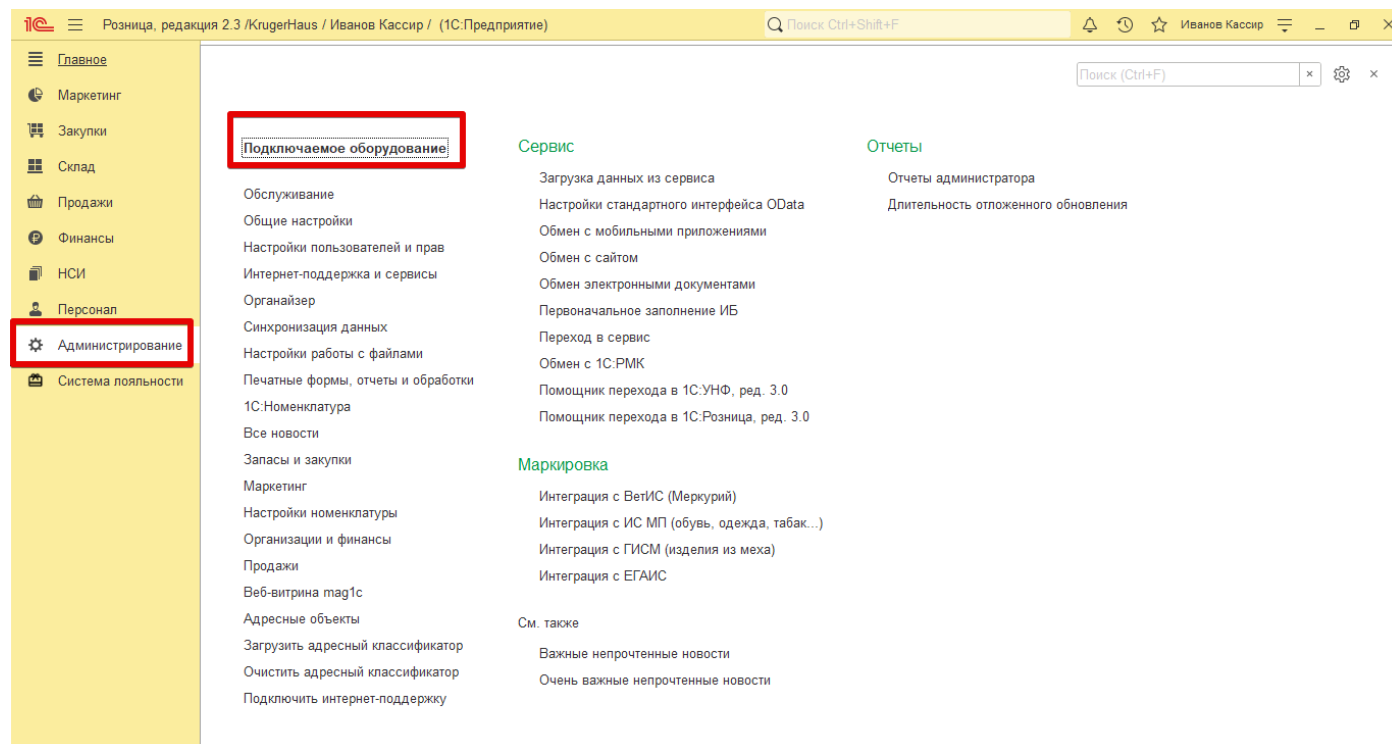 1С Розница, редакция 2.3 /KrugerHaus / Иванов Кассир / (1С:Предприятие)
Поиск Ctrl+Shift+F
Иванов Кассир
Главное
Маркетинг
Закупки
Склад
Продажи
Финансы
НСИ
Персонал
Администрирование
Система лояльности
Поиск (Ctrl+F)
Подключаемое оборудование
Обслуживание
Общие настройки
Настройки пользователей и прав
Интернет-поддержка и сервисы
Органайзер
Синхронизация данных
Настройки работы с файлами
Печатные формы, отчеты и обработки
1С:Номенклатура
Все новости
Запасы и закупки
Маркетинг
Настройки номенклатуры
Организации и финансы
Продажи
Веб-витрина mag1c
Адресные объекты
Загрузить адресный классификатор
Очистить адресный классификатор
Подключить интернет-поддержку
Сервис
Загрузка данных из сервиса
Настройки стандартного интерфейса OData
Обмен с мобильными приложениями
Обмен с сайтом
Обмен электронными документами
Первоначальное заполнение ИБ
Переход в сервис
Обмен с 1С:РМК
Помощник перехода в 1С:УНФ, ред. 3.0
Помощник перехода в 1С:Розница, ред. 3.0
Маркировка
Интеграция с ВетИС (Меркурий)
Интеграция с ИС МП (обувь, одежда, табак...)
Интеграция с ГИСМ (изделия из меха)
Интеграция с ЕГАИС
См. также
Важные непрочтенные новости
Очень важные непрочтенные новости
Отчеты
Отчеты администратора
Длительность отложенного обновления